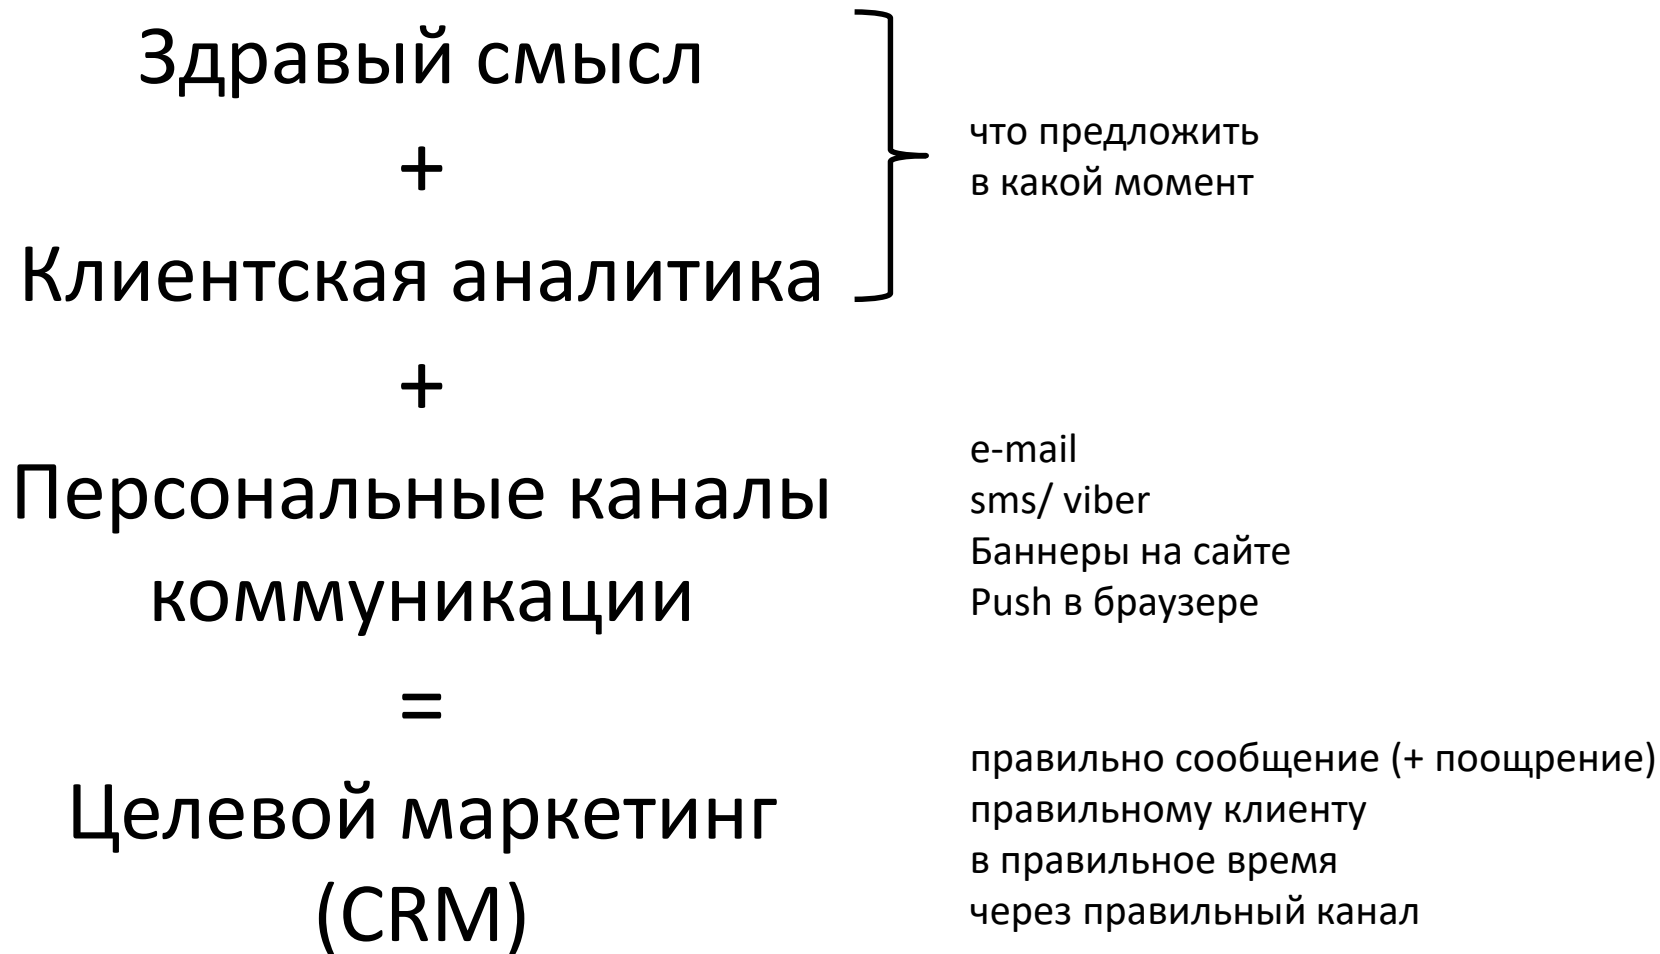 Здравый смысл
+
Клиентская аналитика
что предложить
в какой момент
+
Персональные каналы
коммуникации
e-mail
sms/ viber
Баннеры на сайте
Push в браузере
=
Целевой маркетинг
(CRM)
правильно сообщение (+ поощрение)
правильному клиенту
в правильное время
через правильный канал